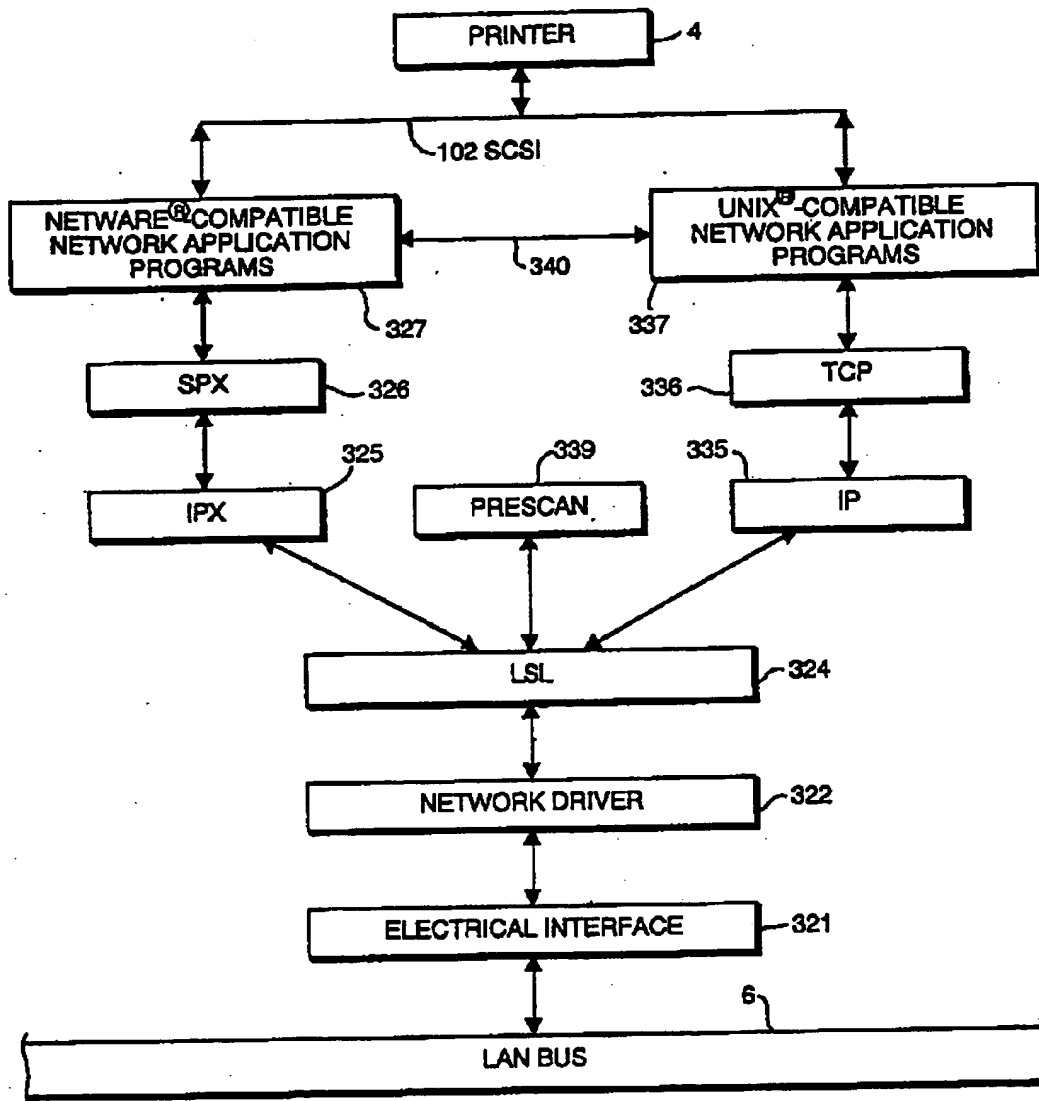 PRINTER
4
102 SCSI
NETWARE®-COMPATIBLE
NETWORK APPLICATION
PROGRAMS
UNIX®-COMPATIBLE
NETWORK APPLICATION
PROGRAMS
340
327
337
SPX
326
TCP
336
325
339
335
IPX
PRESCAN
IP
LSL
324
NETWORK DRIVER
322
ELECTRICAL INTERFACE
321
6
LAN BUS